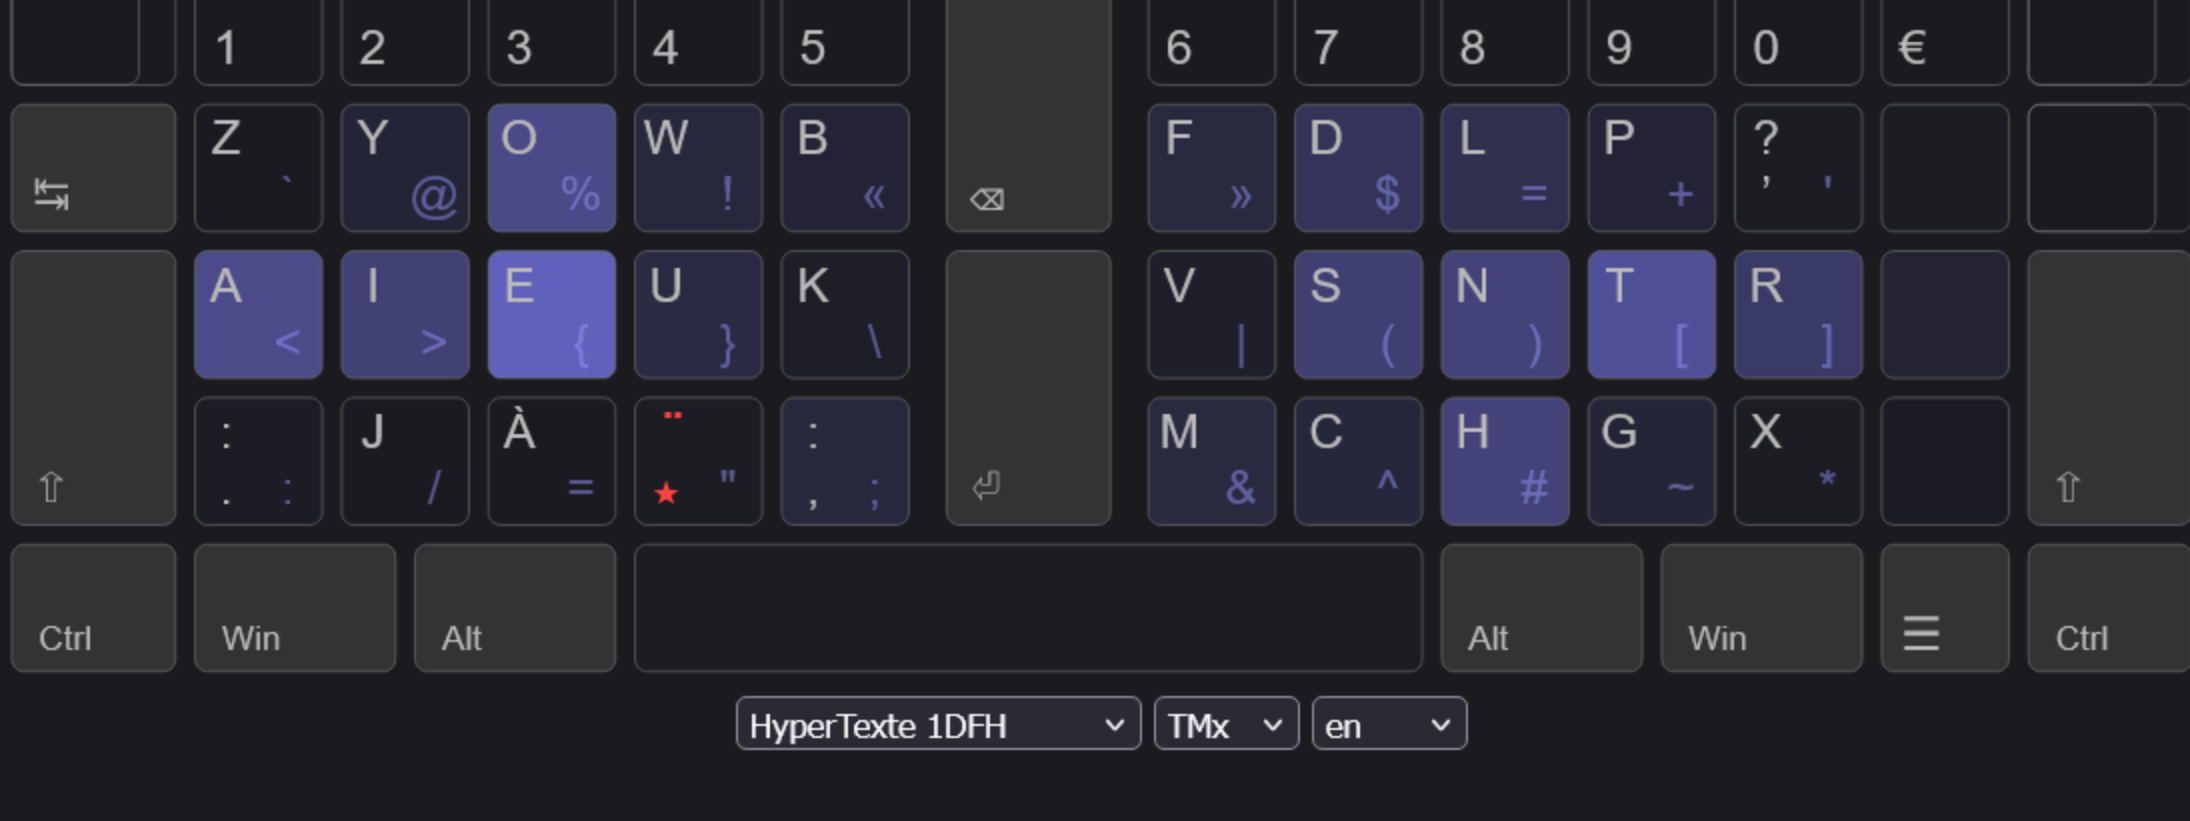 1 2 3 4 5 6 7 8 9 0 €
↹ Z ` Y @ O % W ! B « ⌫ F » D $ L = P + ? ’ '
A < I > E { U } K \ V | S ( N ) T [ R ]
⇧ : . : J / À = ¨ ★ " : , ; ⏎ M & C ^ H # G ~ X * ⇧
Ctrl Win Alt Alt Win ☰ Ctrl
HyperTexte 1DFH TMx en